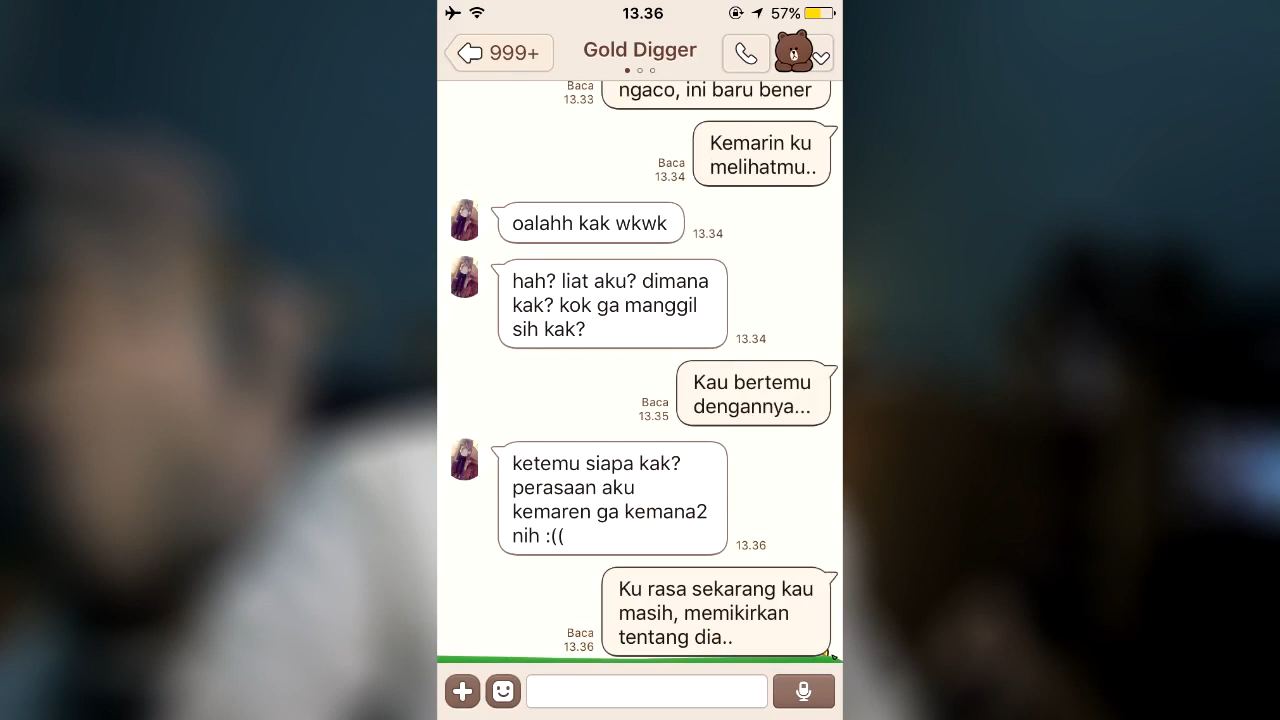 13.36
57%
999+
Gold Digger
ngaco, ini baru bener
Baca
13.33
Kemarin ku
melihatmu..
Baca
13.34
oalahh kak wkwk
13.34
hah? liat aku? dimana
kak? kok ga manggil
sih kak?
13.34
Kau bertemu
dengannya...
Baca
13.35
ketemu siapa kak?
perasaan aku
kemaren ga kemana2
nih :((
13.36
Ku rasa sekarang kau
masih, memikirkan
tentang dia..
Baca
13.36